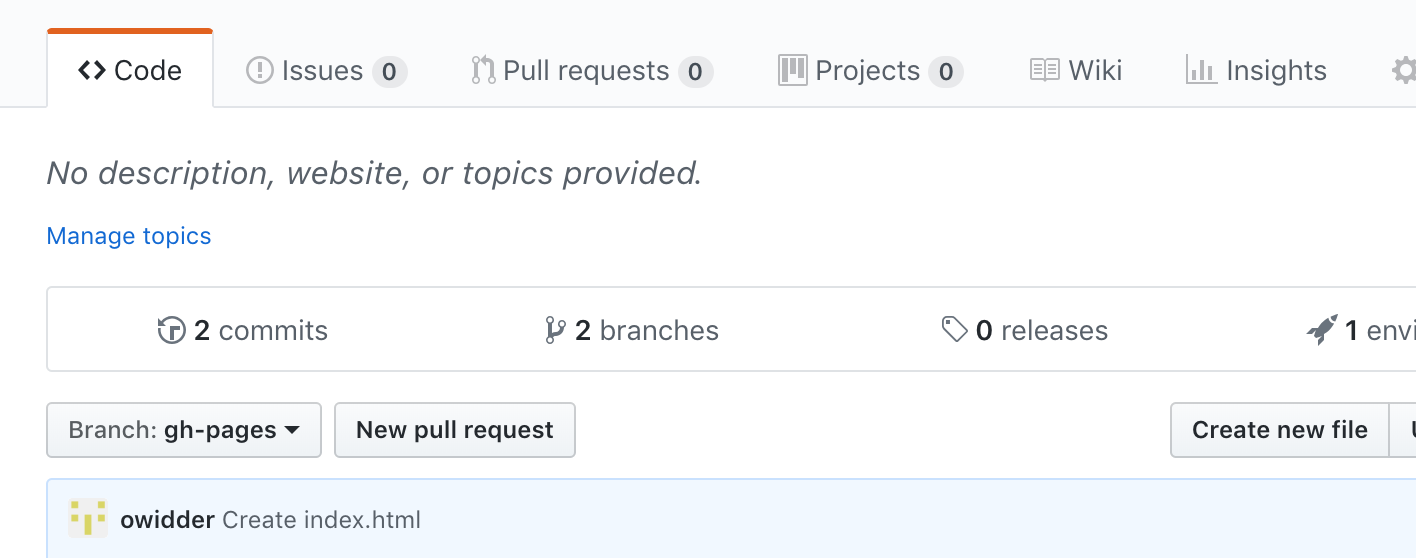 Code Issues 0 Pull requests 0 Projects 0 Wiki Insights
No description, website, or topics provided.
Manage topics
2 commits 2 branches 0 releases 1 envi
Branch: gh-pages New pull request Create new file
owidder Create index.html